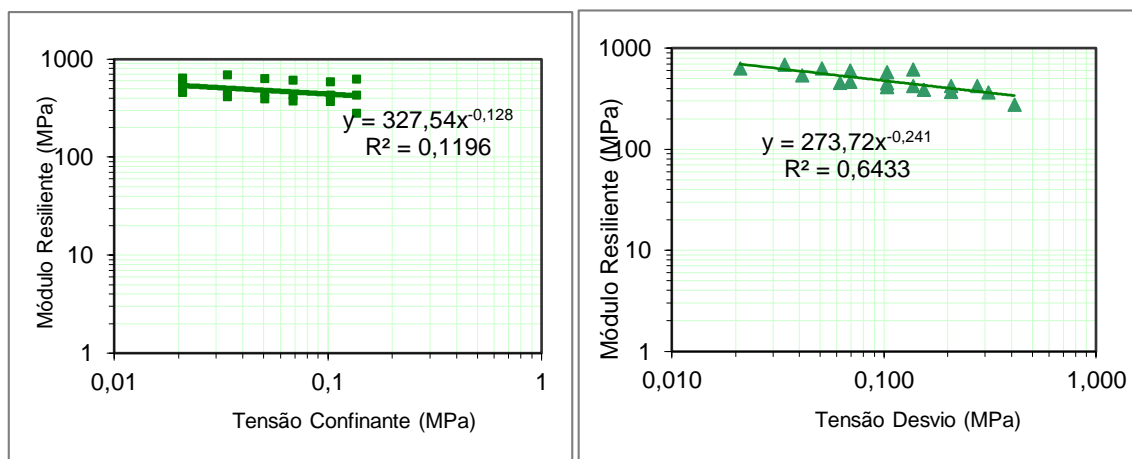 Módulo Resiliente (MPa)
1000
100
10
1
y = 327,54x^-0,128
R² = 0,1196
0,01
0,1
1
Tensão Confinante (MPa)
Módulo Resiliente (MPa)
1000
100
10
1
y = 273,72x^-0,241
R² = 0,6433
0,010
0,100
1,000
Tensão Desvio (MPa)